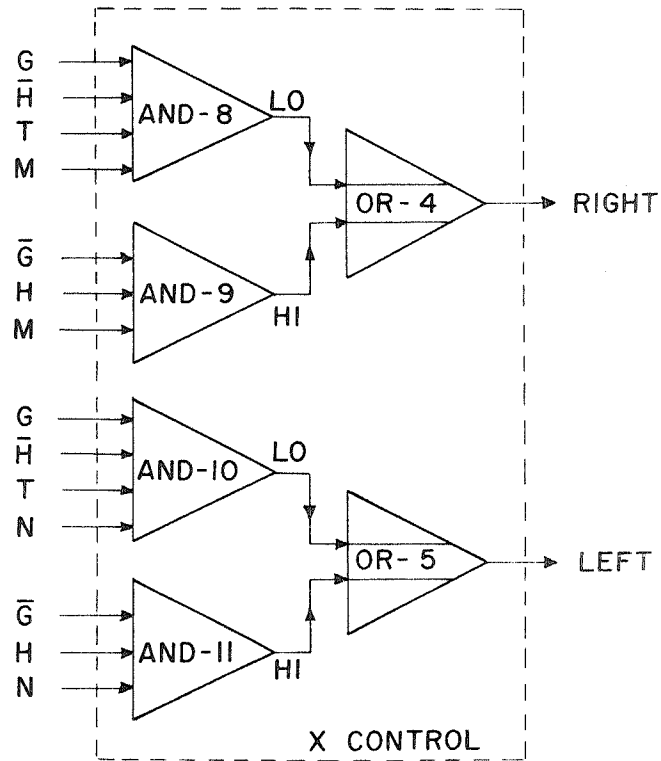 G
H̅
T
M
AND-8
LO
OR-4
RIGHT
G̅
H
M
AND-9
HI
G
H̅
T
N
AND-10
LO
OR-5
LEFT
G̅
H
N
AND-11
HI
X CONTROL